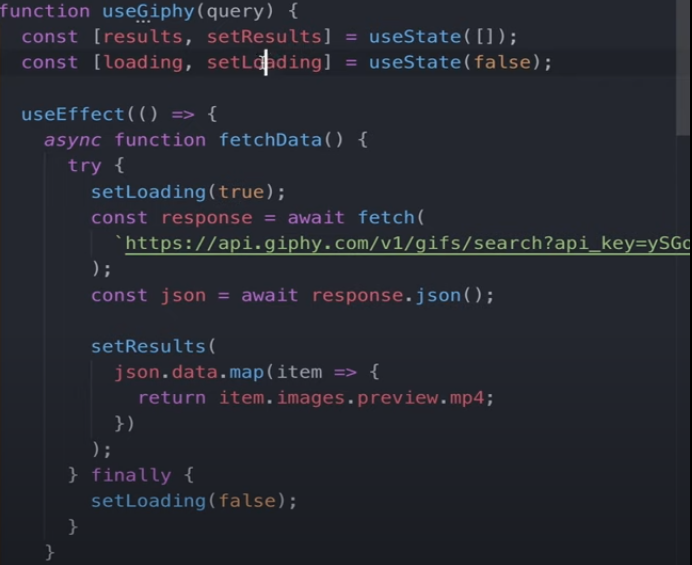 function useGiphy(query) {
const [results, setResults] = useState([]);
const [loading, setLoading] = useState(false);
useEffect(() => {
async function fetchData() {
try {
setLoading(true);
const response = await fetch(
`https://api.giphy.com/v1/gifs/search?api_key=ySGo
);
const json = await response.json();
setResults(
json.data.map(item => {
return item.images.preview.mp4;
})
);
} finally {
setLoading(false);
}
}